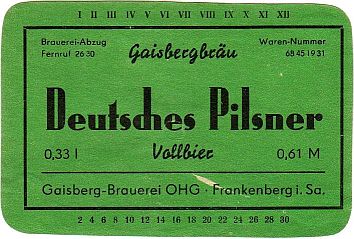 I II III IV V VI VII VIII IX X XI XII
Brauerei-Abzug Gaisbergbräu Waren-Nummer
Fernruf 26 30 68 45 19 31
Deutsches Pilsner
0,33 l Vollbier 0,61 M
Gaisberg-Brauerei OHG · Frankenberg i. Sa.
2 4 6 8 10 12 14 16 18 20 22 24 26 28 30